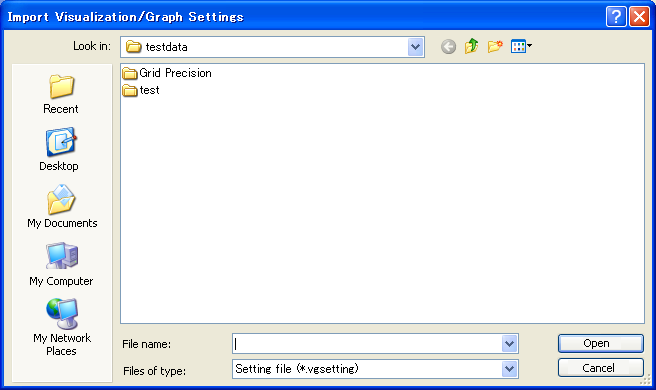 Import Visualization/Graph Settings
Look in:
testdata
Grid Precision
test
Recent
Desktop
My Documents
My Computer
My Network
Places
File name:
Open
Files of type:
Setting file (*.vgsetting)
Cancel